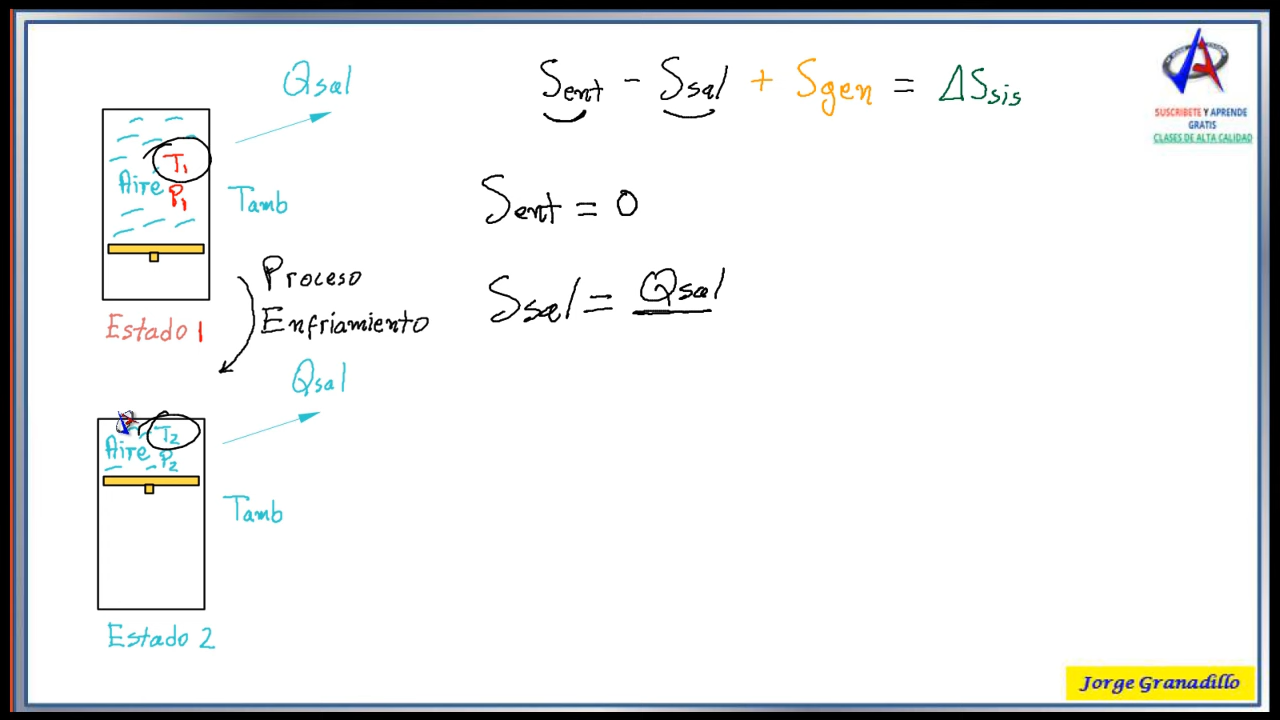 Qsal
Sent - Ssal + Sgen = ΔSsis
SUSCRIBETE Y APRENDE
GRATIS
CLASES DE ALTA CALIDAD
T1
Aire P1
Tamb
Sent = 0
Proceso
Enfriamiento
Ssal = Qsal
Estado 1
Qsal
T2
Aire P2
Tamb
Estado 2
Jorge Granadillo